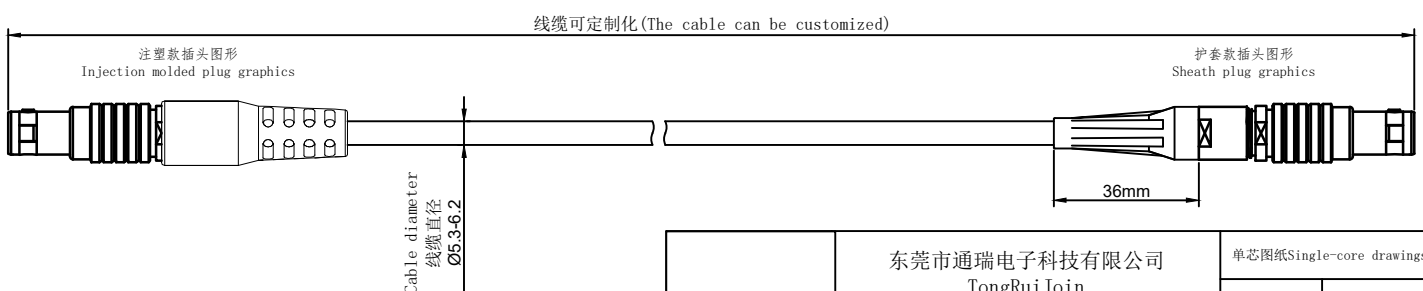 线缆可定制化(The cable can be customized)
注塑款插头图形
Injection molded plug graphics
护套款插头图形
Sheath plug graphics
36mm
Cable diameter
线缆直径
Ø5.3-6.2
东莞市通瑞电子科技有限公司
TongRuiJoin
单芯图纸Single-core drawings